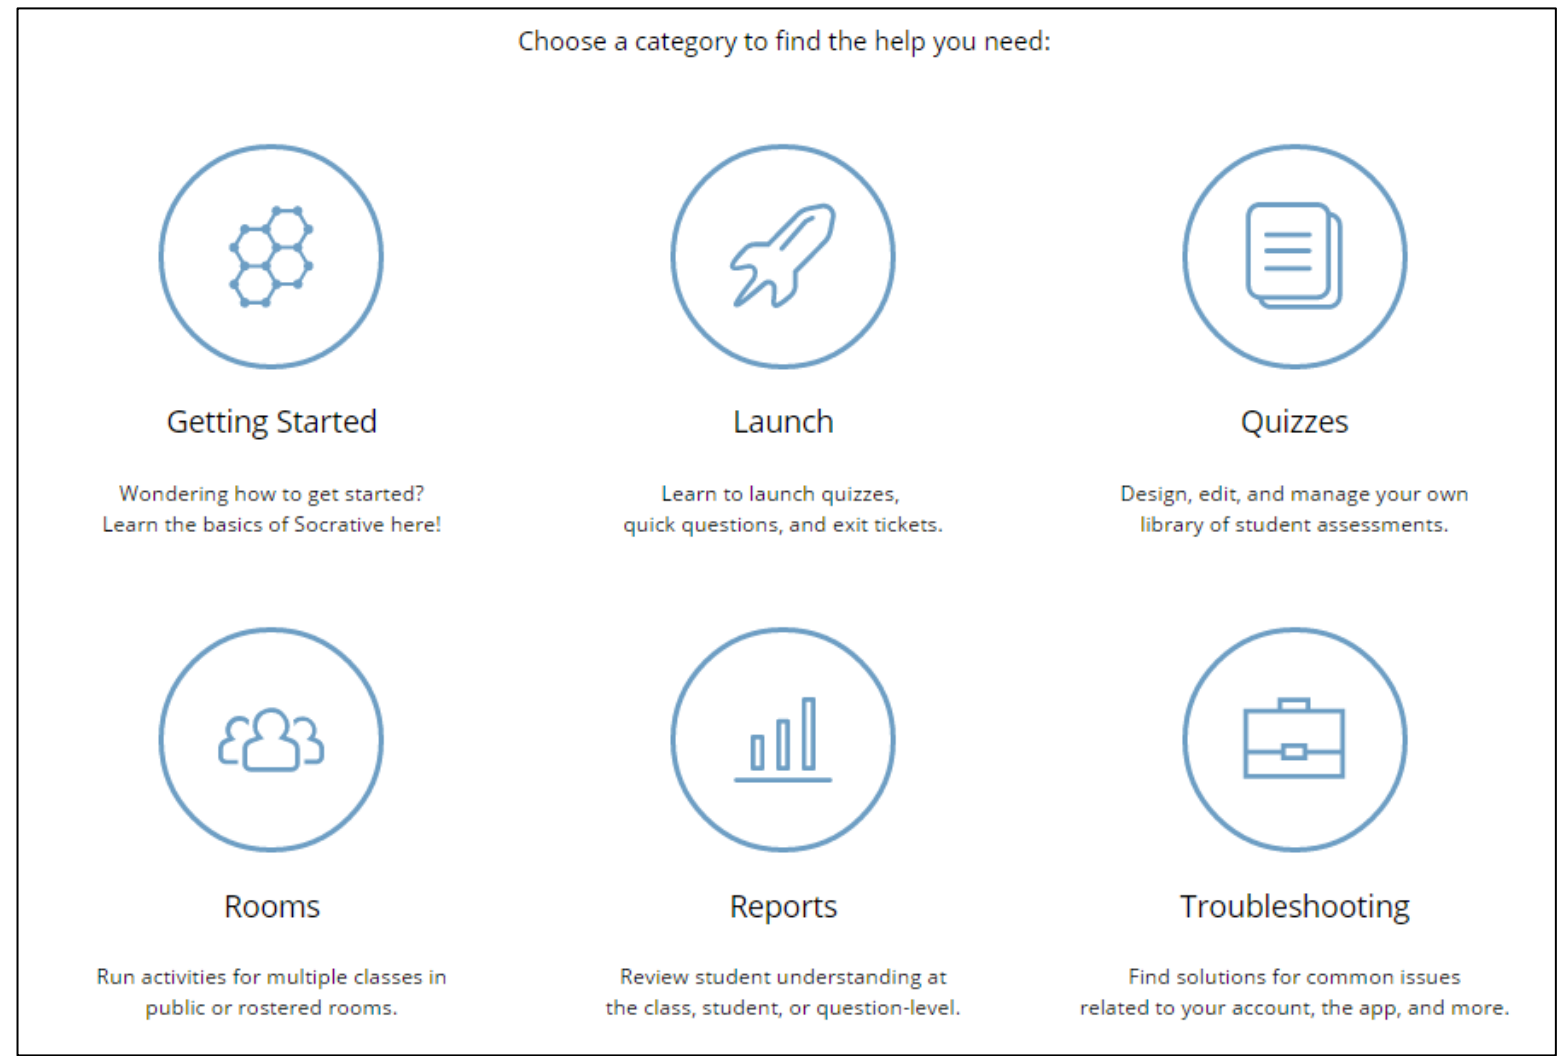 Choose a category to find the help you need:
Getting Started
Wondering how to get started?
Learn the basics of Socrative here!
Launch
Learn to launch quizzes,
quick questions, and exit tickets.
Quizzes
Design, edit, and manage your own
library of student assessments.
Rooms
Run activities for multiple classes in
public or rostered rooms.
Reports
Review student understanding at
the class, student, or question-level.
Troubleshooting
Find solutions for common issues
related to your account, the app, and more.